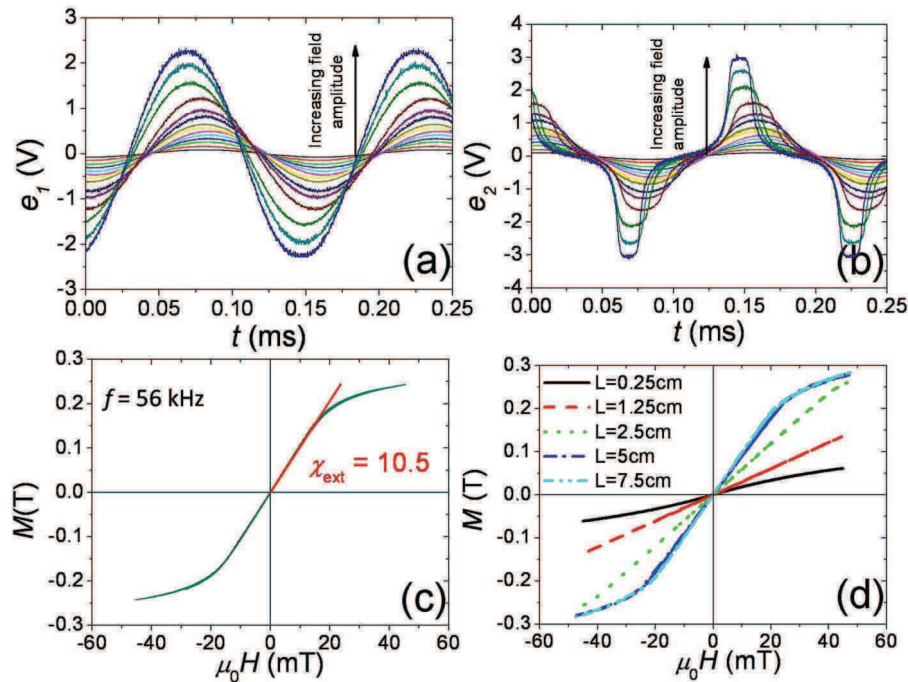 3
2
1
0
-1
-2
-3
e₁ (V)
Increasing field
amplitude
(a)
0.00 0.05 0.10 0.15 0.20 0.25
t (ms)
4
3
2
1
0
-1
-2
-3
-4
e₂ (V)
Increasing field
amplitude
(b)
0.00 0.05 0.10 0.15 0.20 0.25
t (ms)
0.3
0.2
0.1
0.0
-0.1
-0.2
0.3
M(T)
f = 56 kHz
χext = 10.5
(c)
-60 -40 -20 0 20 40 60
μ₀H (mT)
0.3
0.2
0.1
0.0
-0.1
-0.2
0.3
M (T)
L=0.25cm
L=1.25cm
L=2.5cm
L=5cm
L=7.5cm
(d)
-60 -40 -20 0 20 40 60
μ₀H (mT)